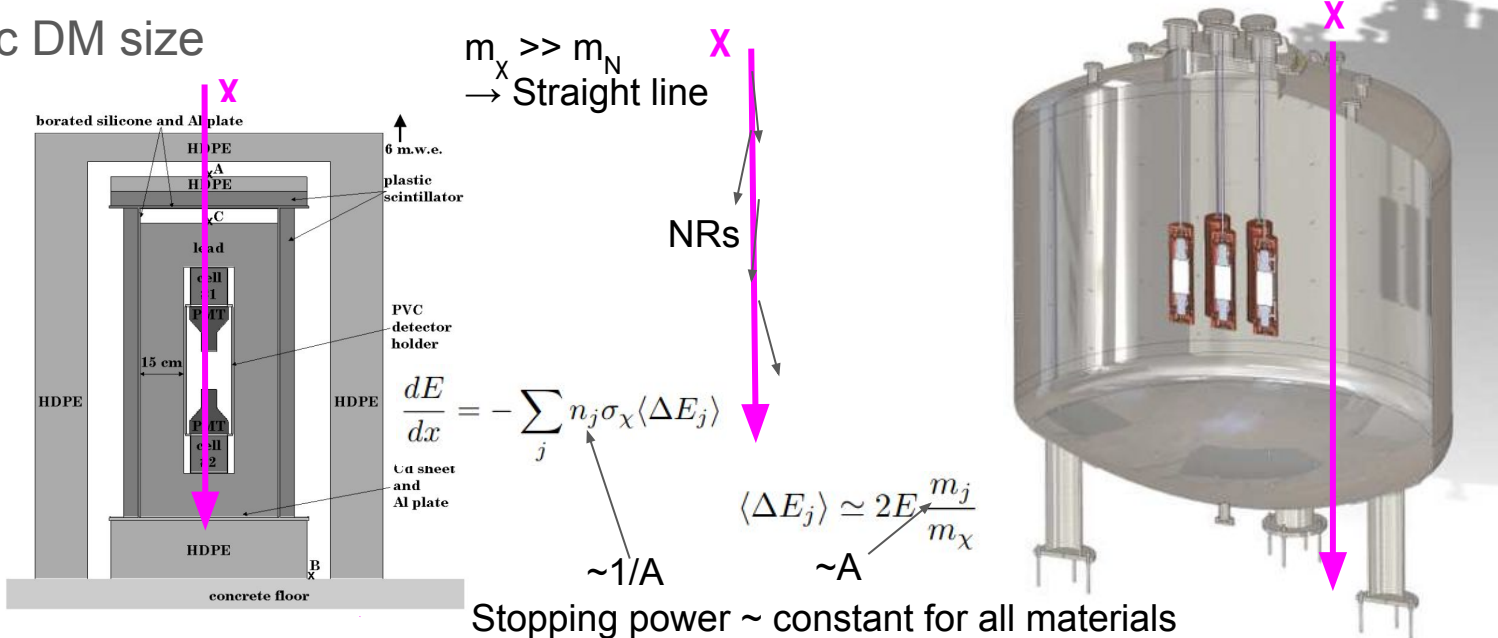 c DM size
m_χ >> m_N
→ Straight line
χ
χ
χ
borated silicone and Al plate
HDPE
6 m.w.e.
A
HDPE
plastic
scintillator
C
lead
cell
#1
PMT
PVC
detector
holder
15 cm
HDPE
HDPE
PMT
cell
#2
Cd sheet
and
Al plate
HDPE
B
concrete floor
NRs
dE/dx = − ∑_j n_j σ_χ ⟨ΔE_j⟩
⟨ΔE_j⟩ ≃ 2E m_j/m_χ
~1/A
~A
Stopping power ~ constant for all materials